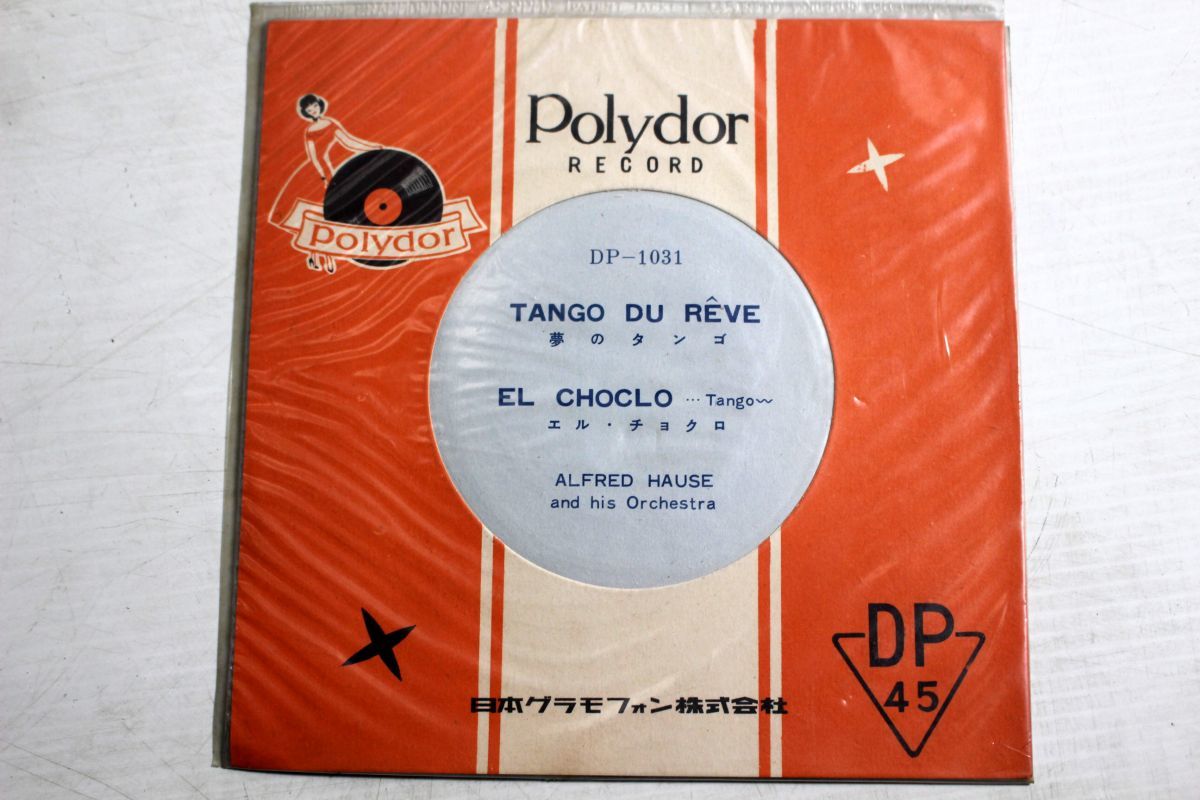 Polydor
RECORD
polydor
DP-1031
TANGO DU RÊVE
夢のタンゴ
EL CHOCLO …Tango〜
エル・チョクロ
ALFRED HAUSE
and his Orchestra
DP
45
日本グラモフォン株式会社